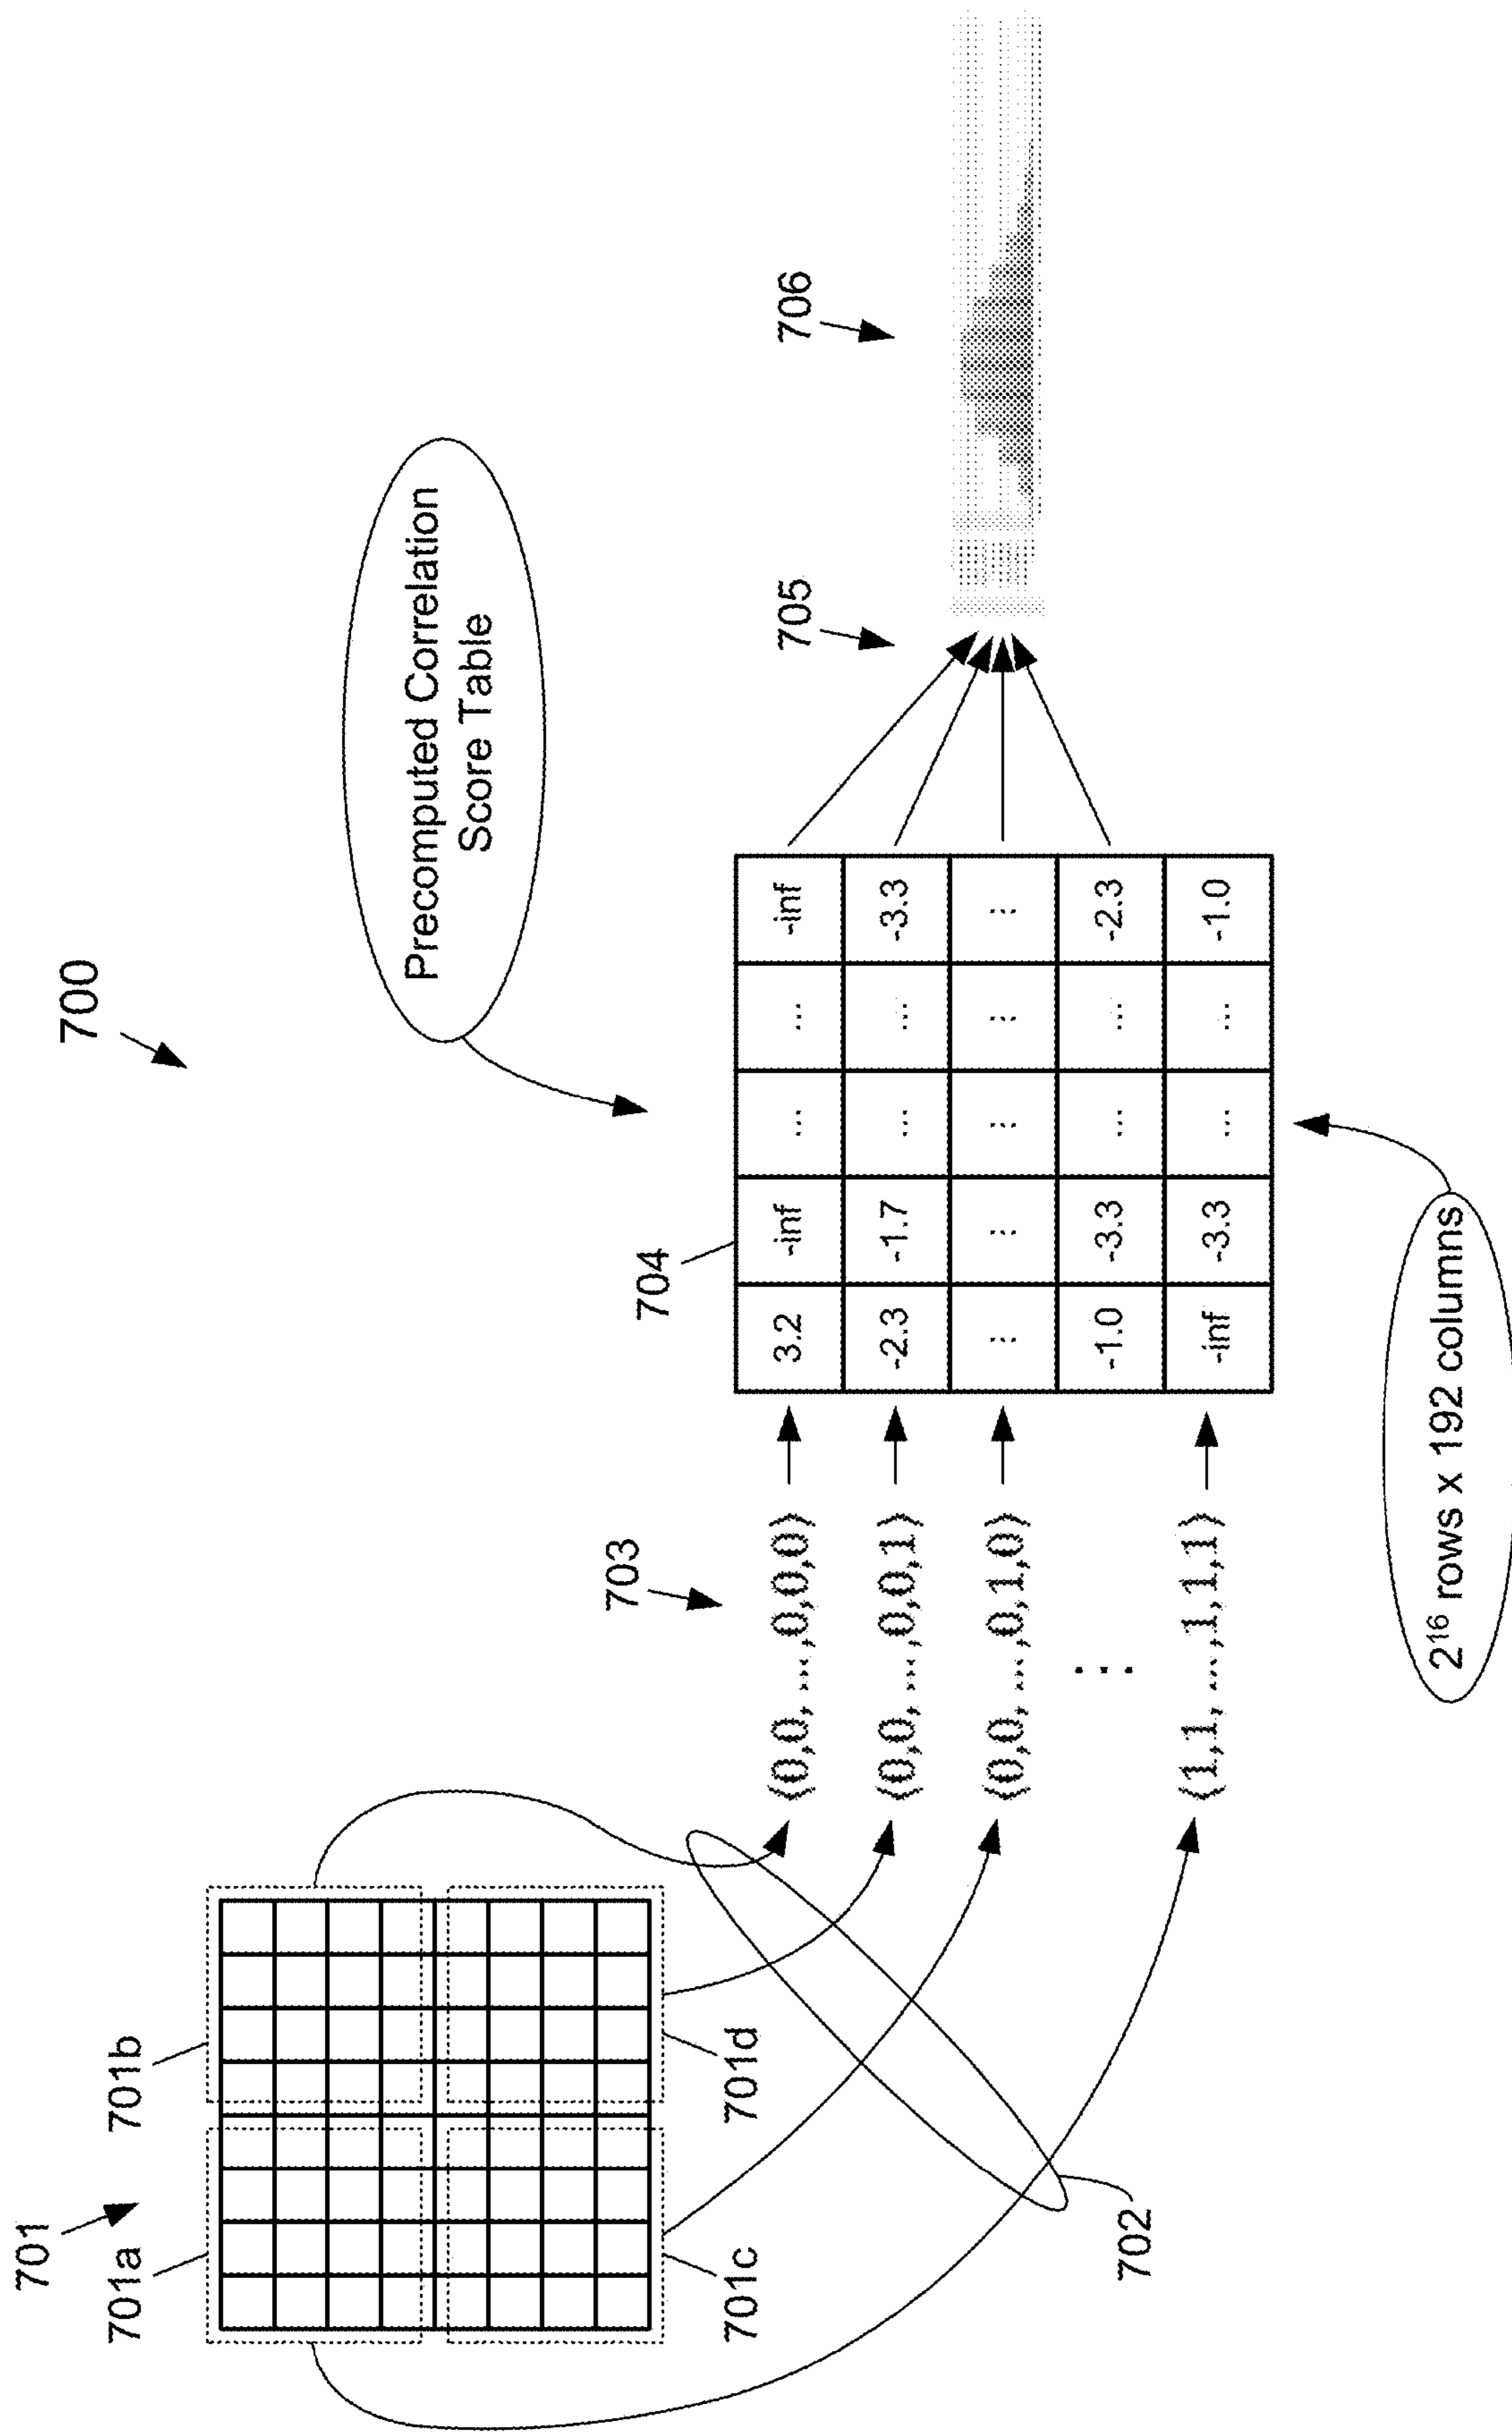 700
701
701a
701b
701c
701d
702
703
(0,0, ...,0,0,0)
(0,0, ...,0,0,1)
(0,0, ...,0,1,0)
...
(1,1, ...,1,1,1)
Precomputed Correlation
Score Table
704
3.2 -inf ... ... -inf
-2.3 -1.7 ... ... -3.3
: : : : :
-1.0 -3.3 ... ... -2.3
-inf -3.3 ... ... -1.0
2¹⁶ rows x 192 columns
705
706